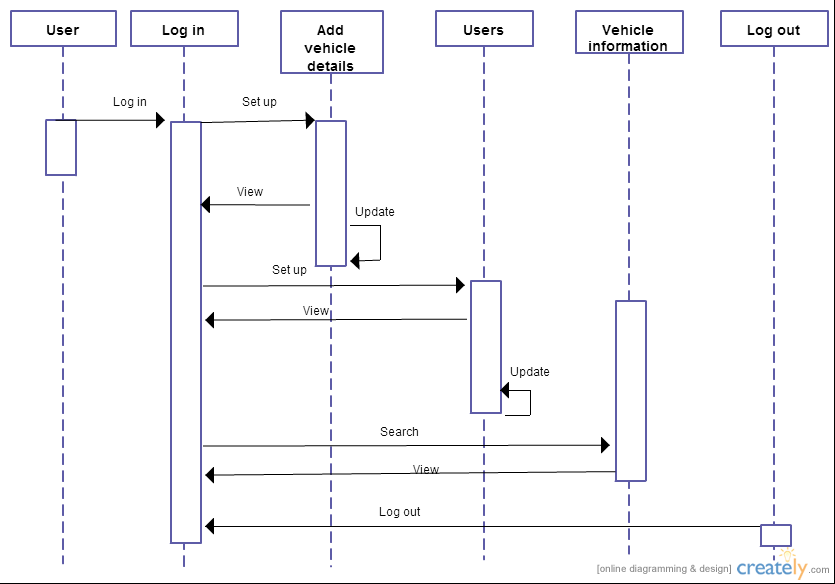 User
Log in
Add
vehicle
details
Users
Vehicle
information
Log out
Log in
Set up
View
Update
Set up
View
Update
Search
View
Log out
[online diagramming & design] creately.com